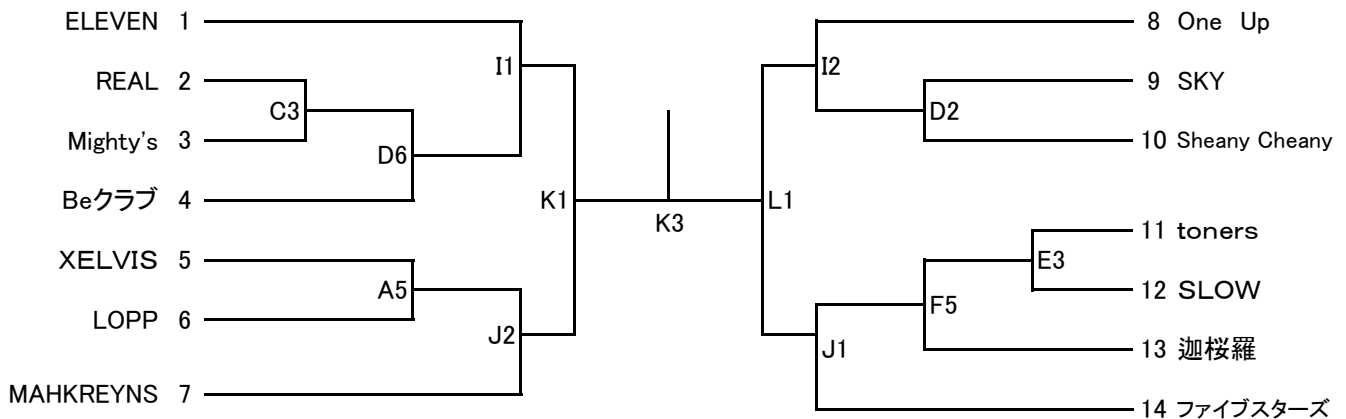 ELEVEN 1
REAL 2
Mighty's 3
Beクラブ 4
XELVIS 5
LOPP 6
MAHKREYNS 7
I1
C3
D6
K1
A5
J2
K3
8 One Up
9 SKY
10 Sheany Cheany
11 toners
12 SLOW
13 迦桜羅
14 ファイブスターズ
I2
D2
L1
E3
F5
J1